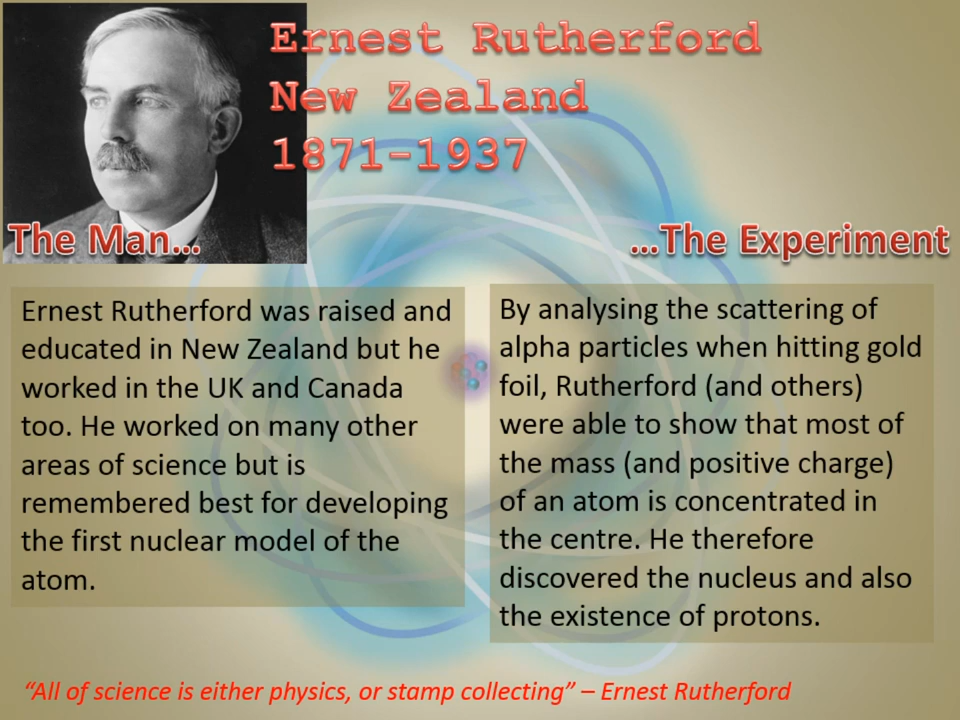 Ernest Rutherford
New Zealand
1871-1937
The Man...
...The Experiment
Ernest Rutherford was raised and
educated in New Zealand but he
worked in the UK and Canada
too. He worked on many other
areas of science but is
remembered best for developing
the first nuclear model of the
atom.
By analysing the scattering of
alpha particles when hitting gold
foil, Rutherford (and others)
were able to show that most of
the mass (and positive charge)
of an atom is concentrated in
the centre. He therefore
discovered the nucleus and also
the existence of protons.
“All of science is either physics, or stamp collecting” – Ernest Rutherford